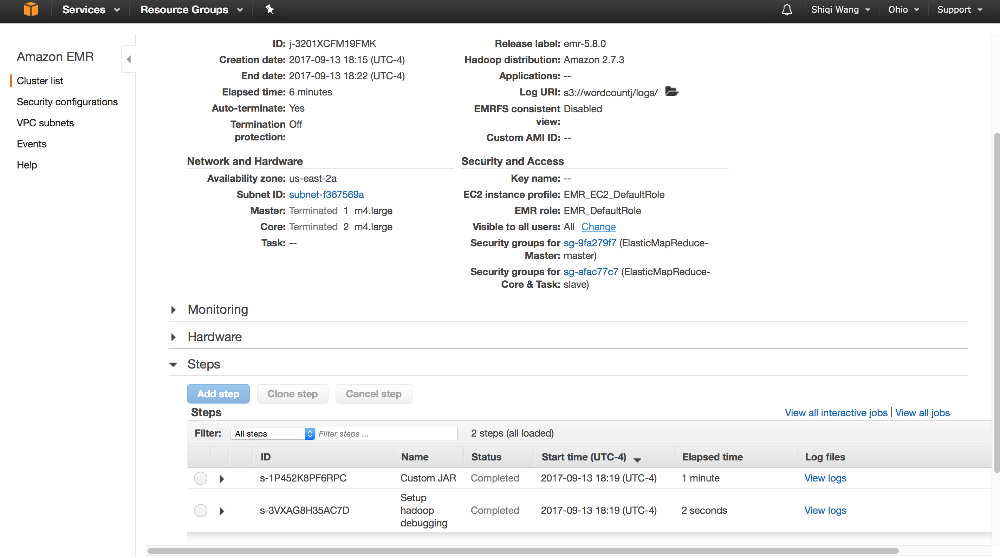 Services Resource Groups Shiqi Wang Ohio Support
Amazon EMR
Cluster list
Security configurations
VPC subnets
Events
Help
ID: j-3201XCFM19FMK
Creation date: 2017-09-13 18:15 (UTC-4)
End date: 2017-09-13 18:22 (UTC-4)
Elapsed time: 6 minutes
Auto-terminate: Yes
Termination Off
protection:
Release label: emr-5.8.0
Hadoop distribution: Amazon 2.7.3
Applications: --
Log URI: s3://wordcountj/logs/
EMRFS consistent Disabled
view:
Custom AMI ID: --
Network and Hardware
Availability zone: us-east-2a
Subnet ID: subnet-f367569a
Master: Terminated 1 m4.large
Core: Terminated 2 m4.large
Task: --
Security and Access
Key name: --
EC2 instance profile: EMR_EC2_DefaultRole
EMR role: EMR_DefaultRole
Visible to all users: All Change
Security groups for sg-9fa279f7 (ElasticMapReduce-
Master: master)
Security groups for sg-afac77c7 (ElasticMapReduce-
Core & Task: slave)
Monitoring
Hardware
Steps
Add step Clone step Cancel step
Steps View all interactive jobs | View all jobs
Filter: All steps Filter steps ... 2 steps (all loaded)
ID Name Status Start time (UTC-4) Elapsed time Log files
s-1P452K8PF6RPC Custom JAR Completed 2017-09-13 18:19 (UTC-4) 1 minute View logs
Setup
s-3VXAG8H35AC7D hadoop Completed 2017-09-13 18:19 (UTC-4) 2 seconds View logs
debugging